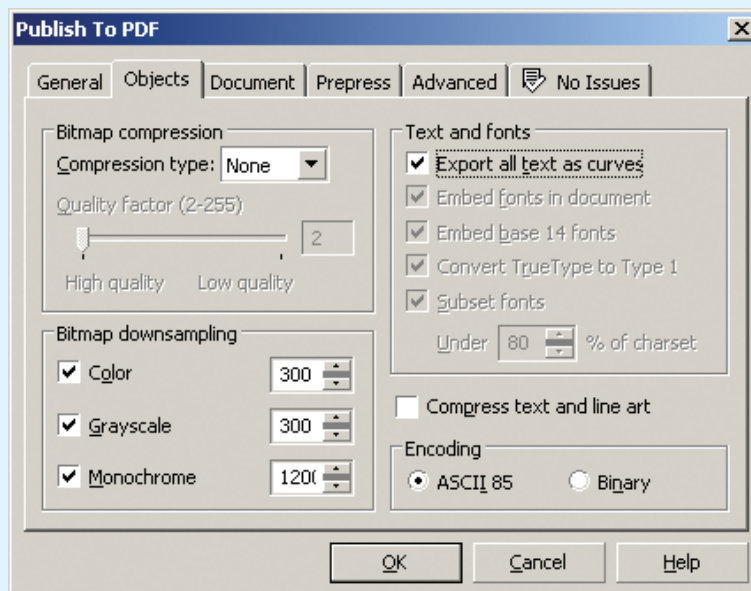 Publish To PDF
General Objects Document Prepress Advanced No Issues
Bitmap compression
Compression type: None
Quality factor (2-255)
2
High quality Low quality
Bitmap downsampling
Color 300
Grayscale 300
Monochrome 120
Text and fonts
Export all text as curves
Embed fonts in document
Embed base 14 fonts
Convert TrueType to Type 1
Subset fonts
Under 80 % of charset
Compress text and line art
Encoding
ASCII 85 Binary
OK Cancel Help